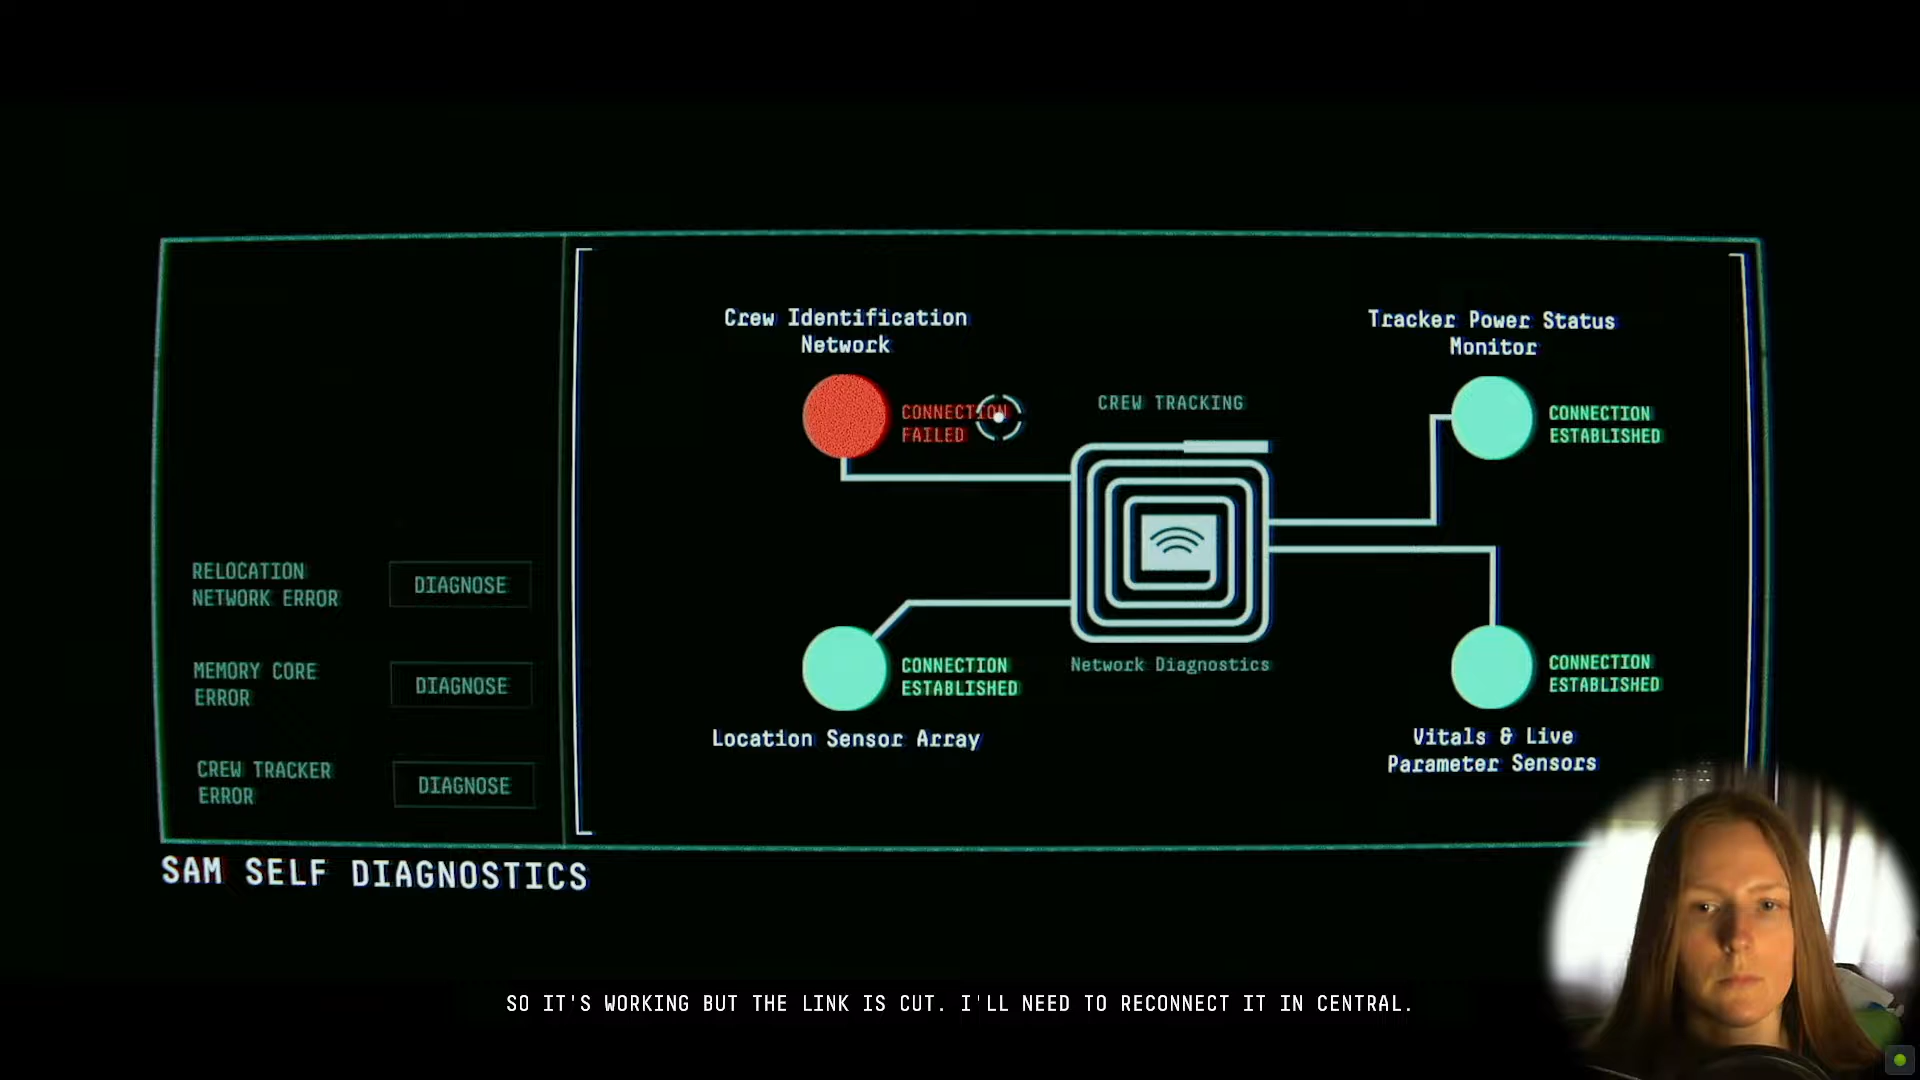 Crew Identification
Network
CONNECTION
FAILED
CREW TRACKING
Tracker Power Status
Monitor
CONNECTION
ESTABLISHED
RELOCATION
NETWORK ERROR
DIAGNOSE
MEMORY CORE
ERROR
DIAGNOSE
CREW TRACKER
ERROR
DIAGNOSE
CONNECTION
ESTABLISHED
Location Sensor Array
Network Diagnostics
CONNECTION
ESTABLISHED
Vitals & Live
Parameter Sensors
SAM SELF DIAGNOSTICS
SO IT'S WORKING BUT THE LINK IS CUT. I'LL NEED TO RECONNECT IT IN CENTRAL.